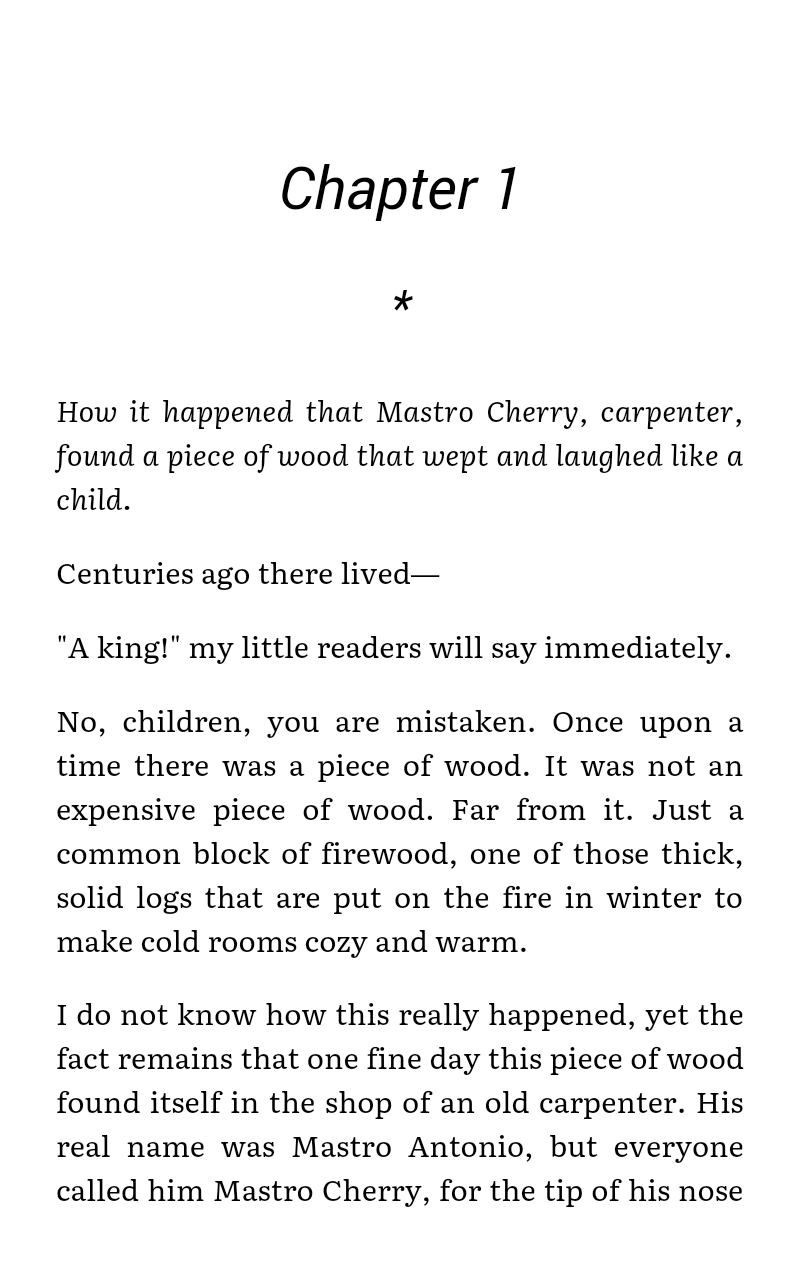 Chapter 1
*
How it happened that Mastro Cherry, carpenter,
found a piece of wood that wept and laughed like a
child.
Centuries ago there lived—
"A king!" my little readers will say immediately.
No, children, you are mistaken. Once upon a
time there was a piece of wood. It was not an
expensive piece of wood. Far from it. Just a
common block of firewood, one of those thick,
solid logs that are put on the fire in winter to
make cold rooms cozy and warm.
I do not know how this really happened, yet the
fact remains that one fine day this piece of wood
found itself in the shop of an old carpenter. His
real name was Mastro Antonio, but everyone
called him Mastro Cherry, for the tip of his nose